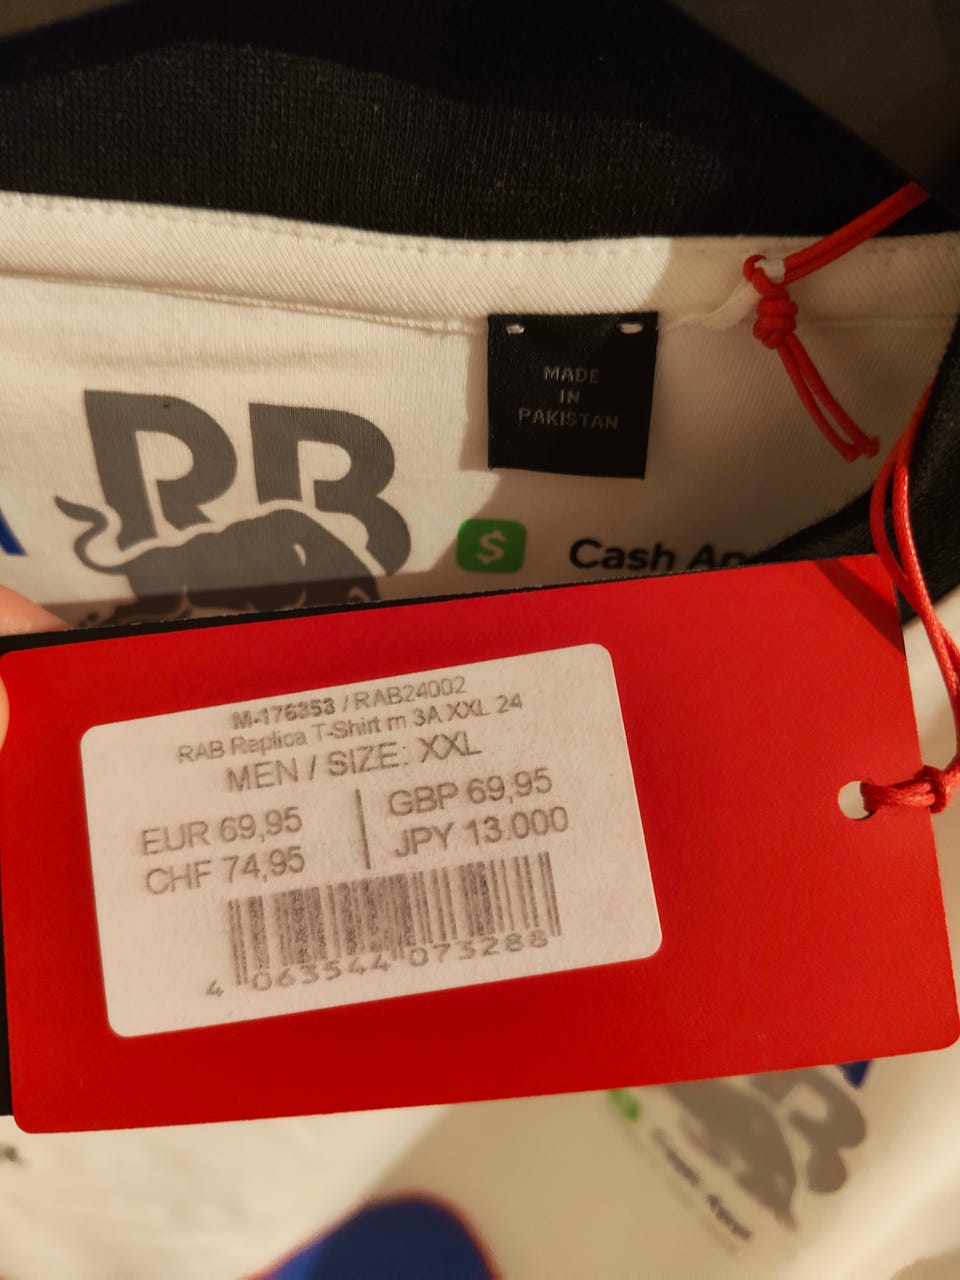 MADE
IN
PAKISTAN
RB
$ Cash Ap
M-176353 / RAB24002
RAB Replica T-Shirt m 3A XXL 24
MEN / SIZE: XXL
EUR 69,95
CHF 74,95
GBP 69,95
JPY 13.000
4 063544 073288